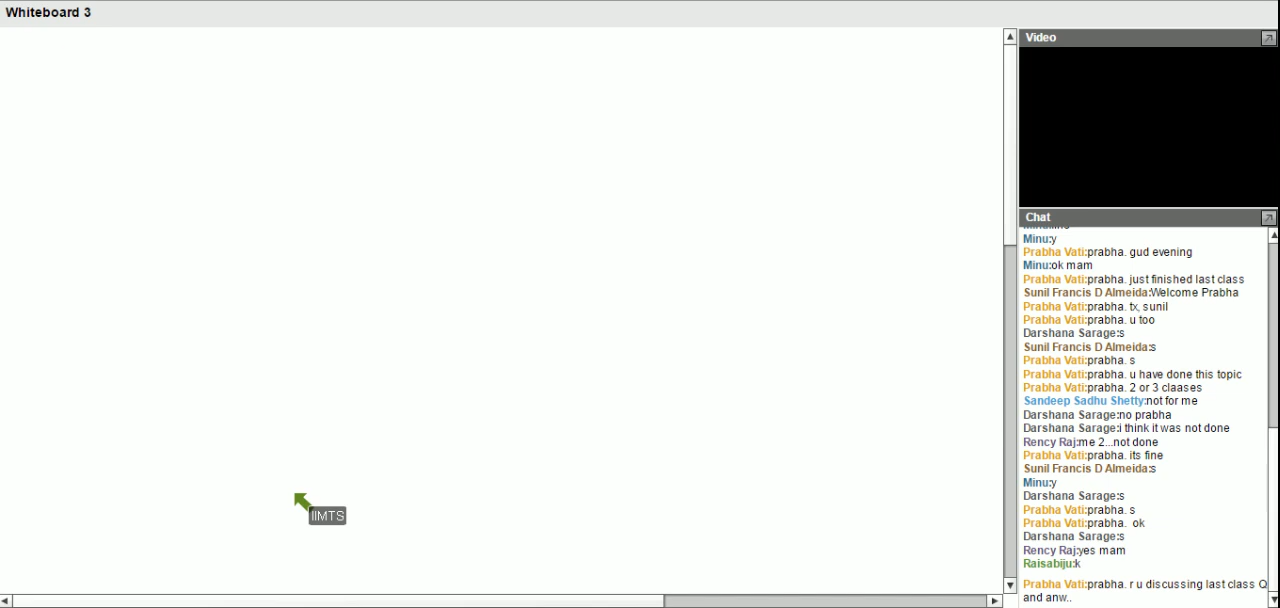 Whiteboard 3
IIMTS
Video
Chat
Minu:y
Prabha Vati:prabha. gud evening
Minu:ok mam
Prabha Vati:prabha. just finished last class
Sunil Francis D Almeida:Welcome Prabha
Prabha Vati:prabha. tx, sunil
Prabha Vati:prabha. u too
Darshana Sarage:s
Sunil Francis D Almeida:s
Prabha Vati:prabha. s
Prabha Vati:prabha. u have done this topic
Prabha Vati:prabha. 2 or 3 claases
Sandeep Sadhu Shetty:not for me
Darshana Sarage:no prabha
Darshana Sarage:i think it was not done
Rency Raj:me 2...not done
Prabha Vati:prabha. its fine
Sunil Francis D Almeida:s
Minu:y
Darshana Sarage:s
Prabha Vati:prabha. s
Prabha Vati:prabha.  ok
Darshana Sarage:s
Rency Raj:yes mam
Raisabiju:k
Prabha Vati:prabha. r u discussing last class Q
and anw..